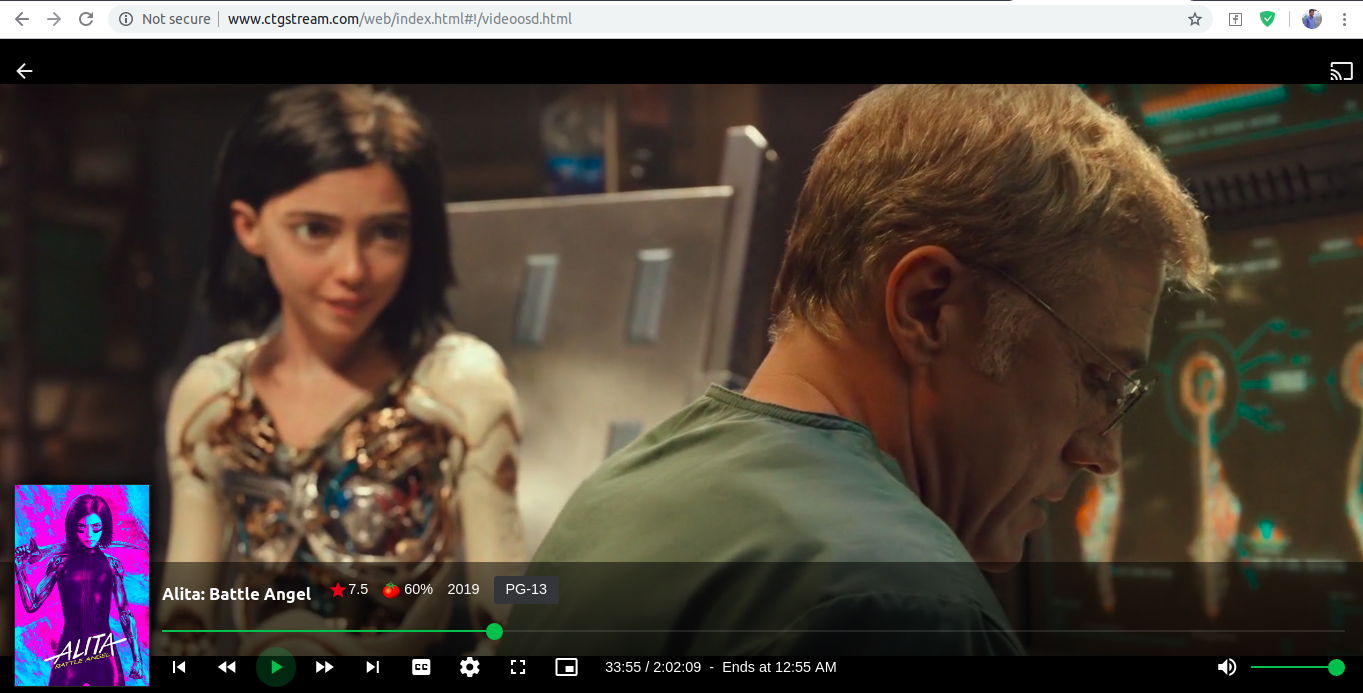 Not secure www.ctgstream.com/web/index.html#!/videoosd.html
Alita: Battle Angel 7.5 60% 2019 PG-13
ALITA
BATTLE ANGEL
CC 33:55 / 2:02:09 - Ends at 12:55 AM